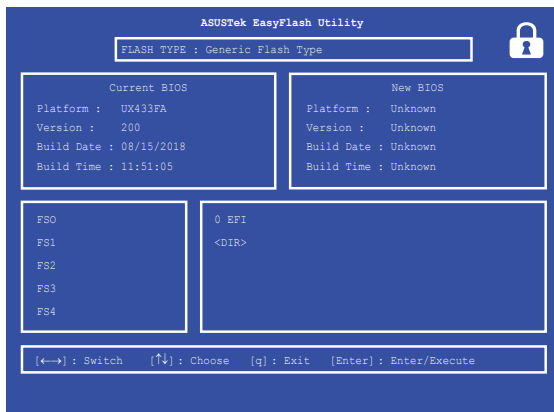 ASUSTek EasyFlash Utility
FLASH TYPE : Generic Flash Type
Current BIOS
Platform : UX433FA
Version : 200
Build Date : 08/15/2018
Build Time : 11:51:05
New BIOS
Platform : Unknown
Version : Unknown
Build Date : Unknown
Build Time : Unknown
FSO
FS1
FS2
FS3
FS4
0 EFI
<DIR>
[←→] : Switch [↑↓] : Choose [q] : Exit [Enter] : Enter/Execute